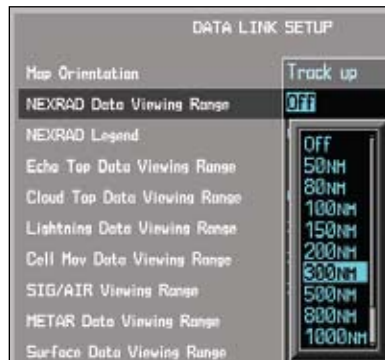 DATA LINK SETUP
Map Orientation
Track up
NEXRAD Data Viewing Range
Off
NEXRAD Legend
Echo Top Data Viewing Range
Cloud Top Data Viewing Range
Lightning Data Viewing Range
Cell Mov Data Viewing Range
SIG/AIR Viewing Range
METAR Data Viewing Range
Surface Data Viewing Range
Off
50NM
80NM
100NM
150NM
200NM
300NM
500NM
800NM
1000NM